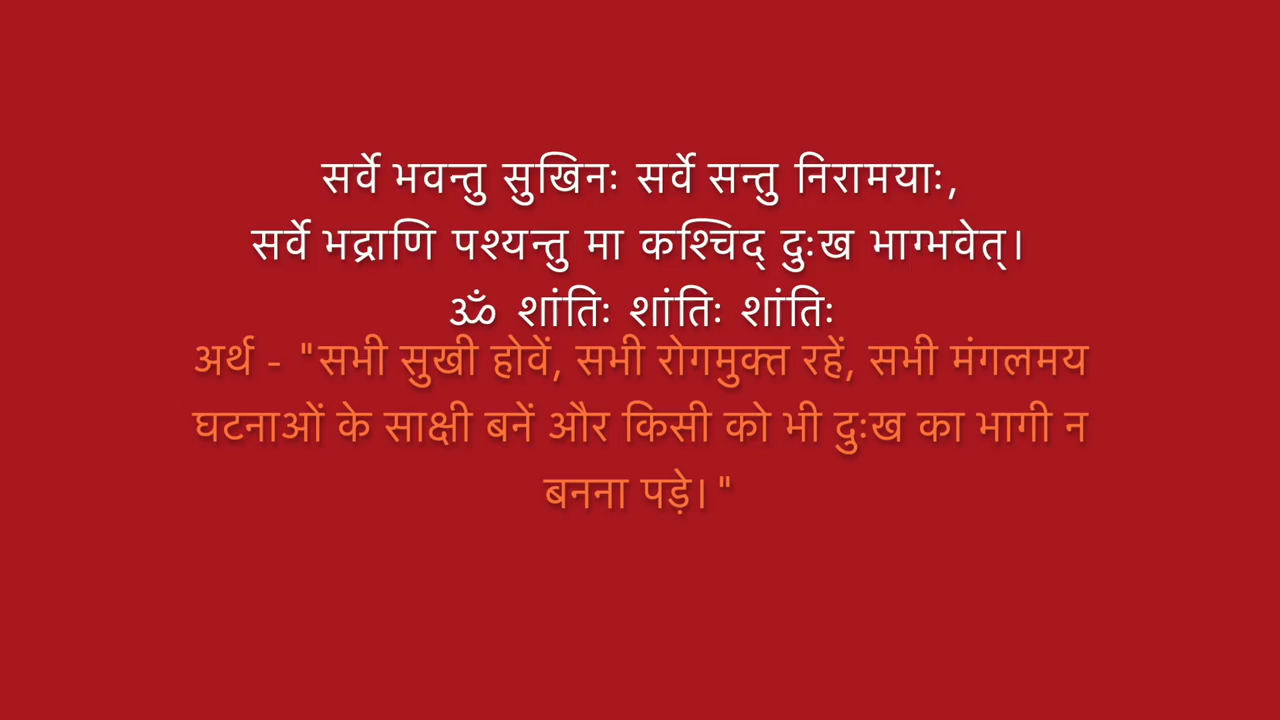 सर्वे भवन्तु सुखिनः सर्वे सन्तु निरामयाः,
सर्वे भद्राणि पश्यन्तु मा कश्चिद् दुःख भाग्भवेत्।
ॐ शांतिः शांतिः शांतिः
अर्थ - "सभी सुखी होवें, सभी रोगमुक्त रहें, सभी मंगलमय
घटनाओं के साक्षी बनें और किसी को भी दुःख का भागी न
बनना पड़े। "